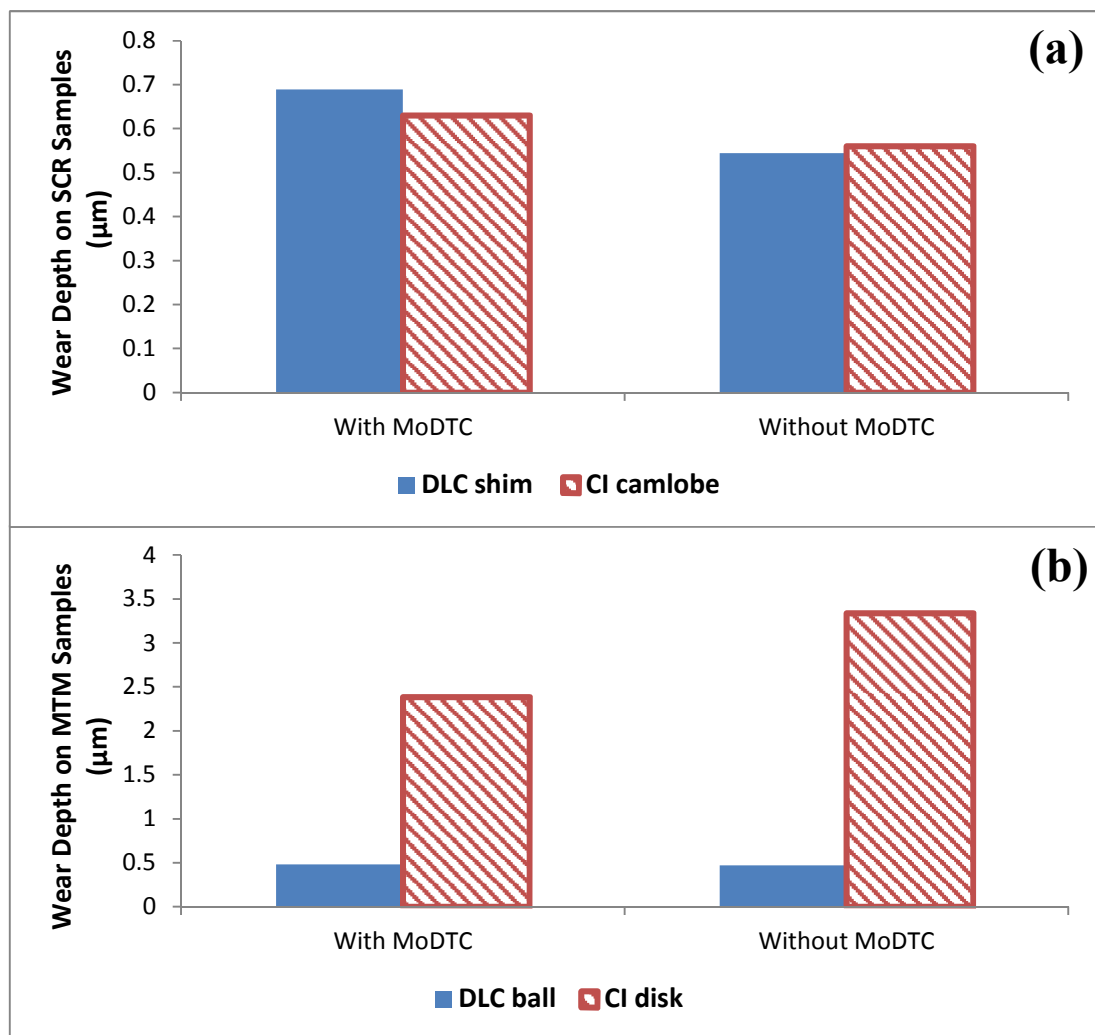 (a)
Wear Depth on SCR Samples
(µm)
0.8
0.7
0.6
0.5
0.4
0.3
0.2
0.1
0
With MoDTC Without MoDTC
DLC shim CI camlobe
(b)
Wear Depth on MTM Samples
(µm)
4
3.5
3
2.5
2
1.5
1
0.5
0
With MoDTC Without MoDTC
DLC ball CI disk